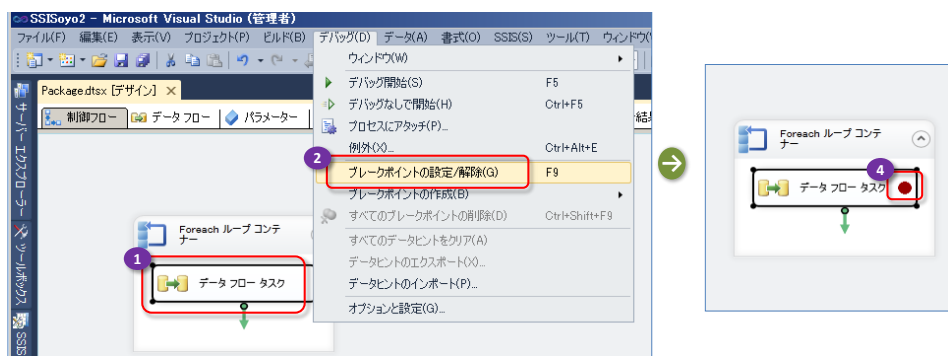 SSISoyo2 - Microsoft Visual Studio (管理者)
ファイル(F) 編集(E) 表示(V) プロジェクト(P) ビルド(B) デバッグ(D) データ(A) 書式(O) SSIS(S) ツール(T) ウィンドウ(
ウィンドウ(W)
Package.dtsx [デザイン]
デバッグ開始(S) F5
デバッグなしで開始(H) Ctrl+F5
制御フロー データ フロー パラメーター
プロセスにアタッチ(P)...
例外(X)... Ctrl+Alt+E
2
ブレークポイントの設定/解除(G) F9
ブレークポイントの作成(B)
すべてのブレークポイントの削除(D) Ctrl+Shift+F9
すべてのデータヒントをクリア(A)
データヒントのエクスポート(X)...
データヒントのインポート(P)...
オプションと設定(G)...
サーバー エクスプローラー
ツールボックス
SSIS
Foreach ループ コンテ
ナー
1
データ フロー タスク
Foreach ループ コンテ
ナー
4
データ フロー タスク